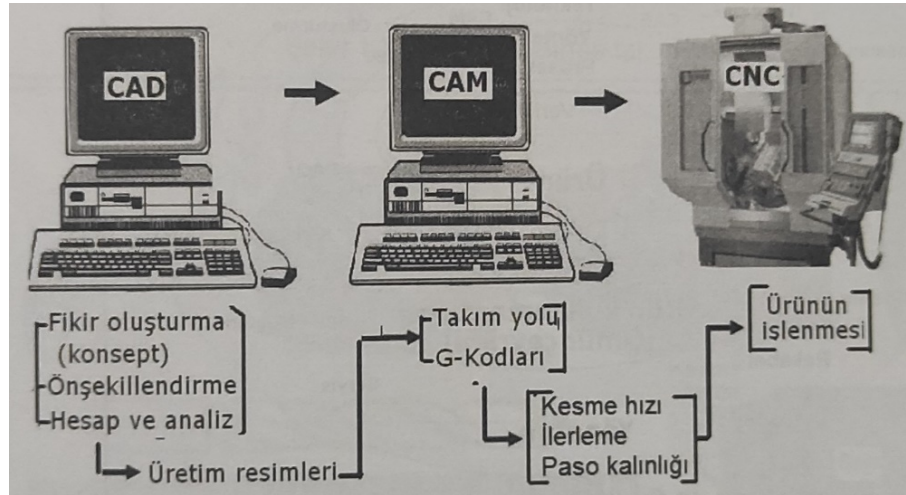 CAD
CAM
CNC
Fikir oluşturma
(konsept)
Önşekillendirme
Hesap ve analiz
Üretim resimleri
Takım yolu
G-Kodları
Kesme hızı
İlerleme
Paso kalınlığı
Ürünün
işlenmesi